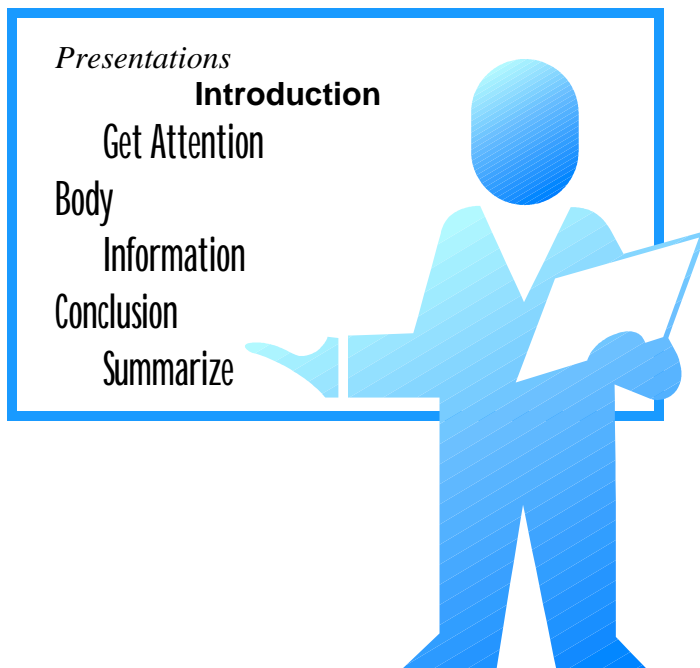 Presentations
Introduction
Get Attention
Body
Information
Conclusion
Summarize